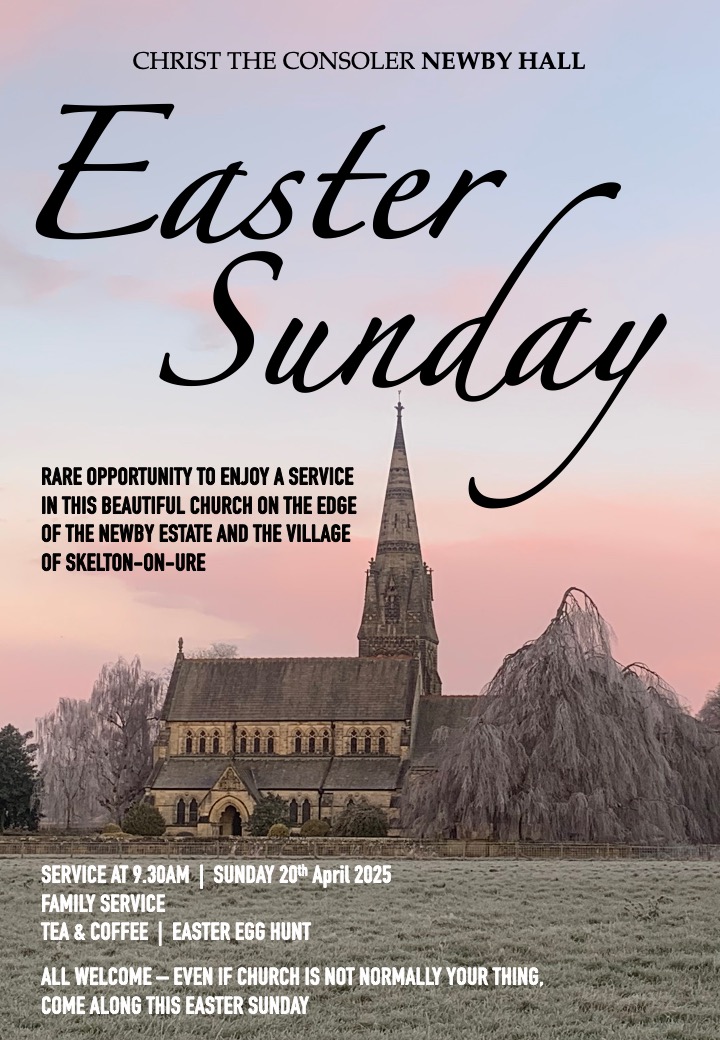 CHRIST THE CONSOLER NEWBY HALL
Easter
Sunday
RARE OPPORTUNITY TO ENJOY A SERVICE
IN THIS BEAUTIFUL CHURCH ON THE EDGE
OF THE NEWBY ESTATE AND THE VILLAGE
OF SKELTON-ON-URE
SERVICE AT 9.30AM | SUNDAY 20th April 2025
FAMILY SERVICE
TEA & COFFEE | EASTER EGG HUNT
ALL WELCOME – EVEN IF CHURCH IS NOT NORMALLY YOUR THING,
COME ALONG THIS EASTER SUNDAY